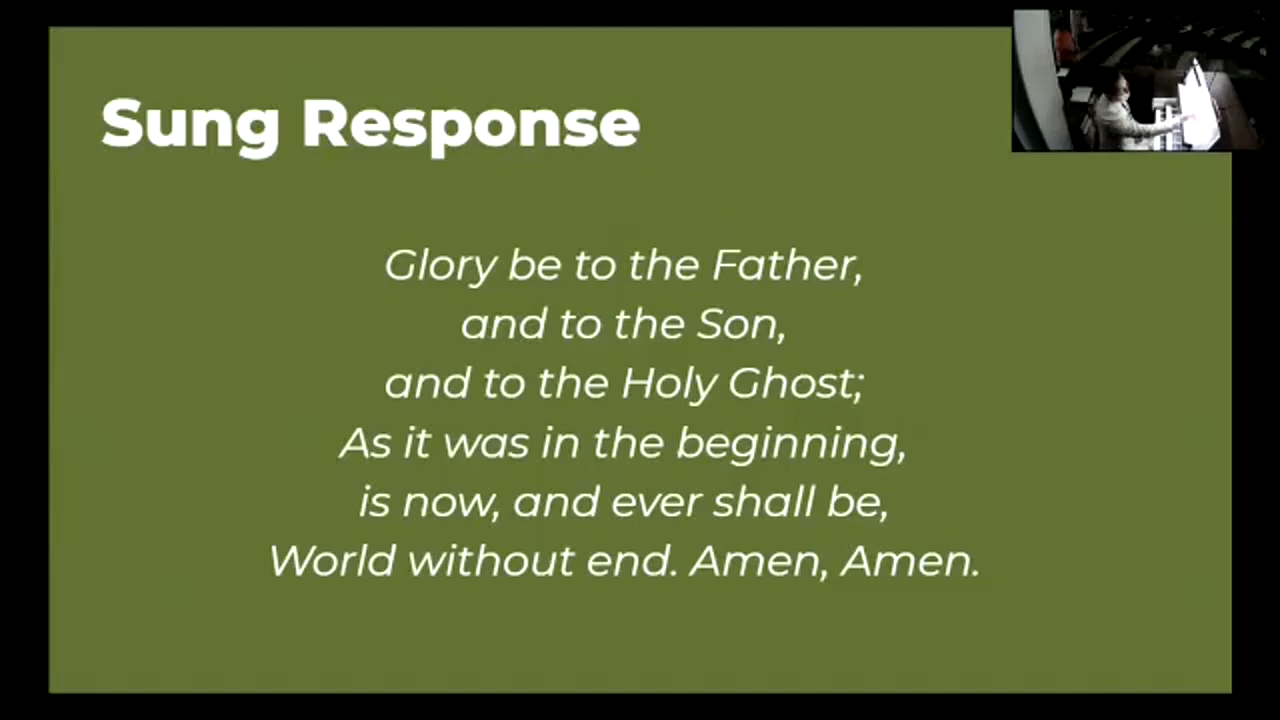 Sung Response
Glory be to the Father,
and to the Son,
and to the Holy Ghost;
As it was in the beginning,
is now, and ever shall be,
World without end. Amen, Amen.